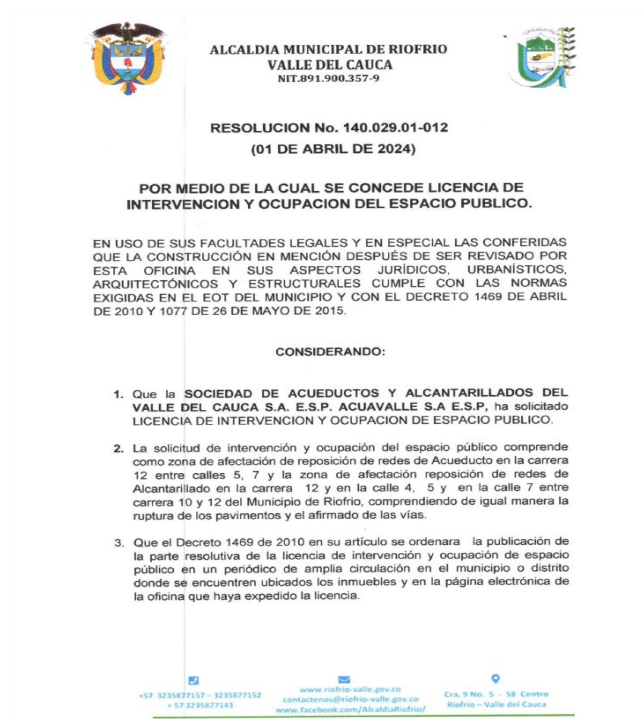 ALCALDIA MUNICIPAL DE RIOFRIO
VALLE DEL CAUCA
NIT.891.900.357-9
RESOLUCION No. 140.029.01-012
(01 DE ABRIL DE 2024)
POR MEDIO DE LA CUAL SE CONCEDE LICENCIA DE
INTERVENCION Y OCUPACION DEL ESPACIO PUBLICO.
EN USO DE SUS FACULTADES LEGALES Y EN ESPECIAL LAS CONFERIDAS
QUE LA CONSTRUCCIÓN EN MENCIÓN DESPUÉS DE SER REVISADO POR
ESTA OFICINA EN SUS ASPECTOS JURÍDICOS, URBANÍSTICOS,
ARQUITECTÓNICOS Y ESTRUCTURALES CUMPLE CON LAS NORMAS
EXIGIDAS EN EL EOT DEL MUNICIPIO Y CON EL DECRETO 1469 DE ABRIL
DE 2010 Y 1077 DE 26 DE MAYO DE 2015.
CONSIDERANDO:
1. Que la SOCIEDAD DE ACUEDUCTOS Y ALCANTARILLADOS DEL
VALLE DEL CAUCA S.A. E.S.P. ACUAVALLE S.A E.S.P, ha solicitado
LICENCIA DE INTERVENCION Y OCUPACION DE ESPACIO PUBLICO.
2. La solicitud de intervención y ocupación del espacio público comprende
como zona de afectación de reposición de redes de Acueducto en la carrera
12 entre calles 5, 7 y la zona de afectación reposición de redes de
Alcantarillado en la carrera 12 y en la calle 4, 5 y en la calle 7 entre
carrera 10 y 12 del Municipio de Riofrio, comprendiendo de igual manera la
ruptura de los pavimentos y el afirmado de las vías.
3. Que el Decreto 1469 de 2010 en su artículo se ordenara la publicación de
la parte resolutiva de la licencia de intervención y ocupación de espacio
público en un periódico de amplia circulación en el municipio o distrito
donde se encuentren ubicados los inmuebles y en la página electrónica de
la oficina que haya expedido la licencia.
+57 3235877157 – 3235877152
+ 57 3235877143
www.riofrio-valle.gov.co
contactenos@riofrio-valle.gov.co
www.facebook.com/AlcaldiaRiofrio/
Cra. 9 No. 5 - 58 Centro
Riofrio – Valle del Cauca